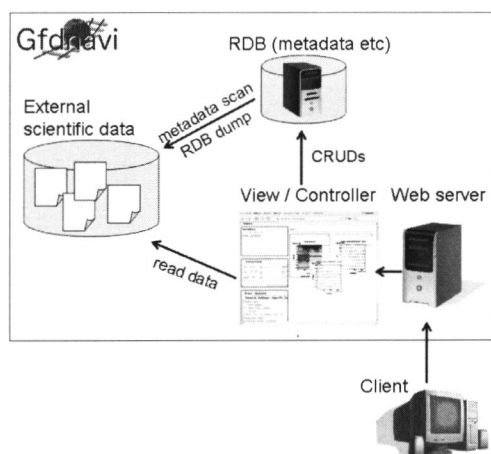 Gfdnavi
RDB (metadata etc)
External
scientific data
metadata scan
RDB dump
CRUDs
View / Controller
Web server
read data
Client